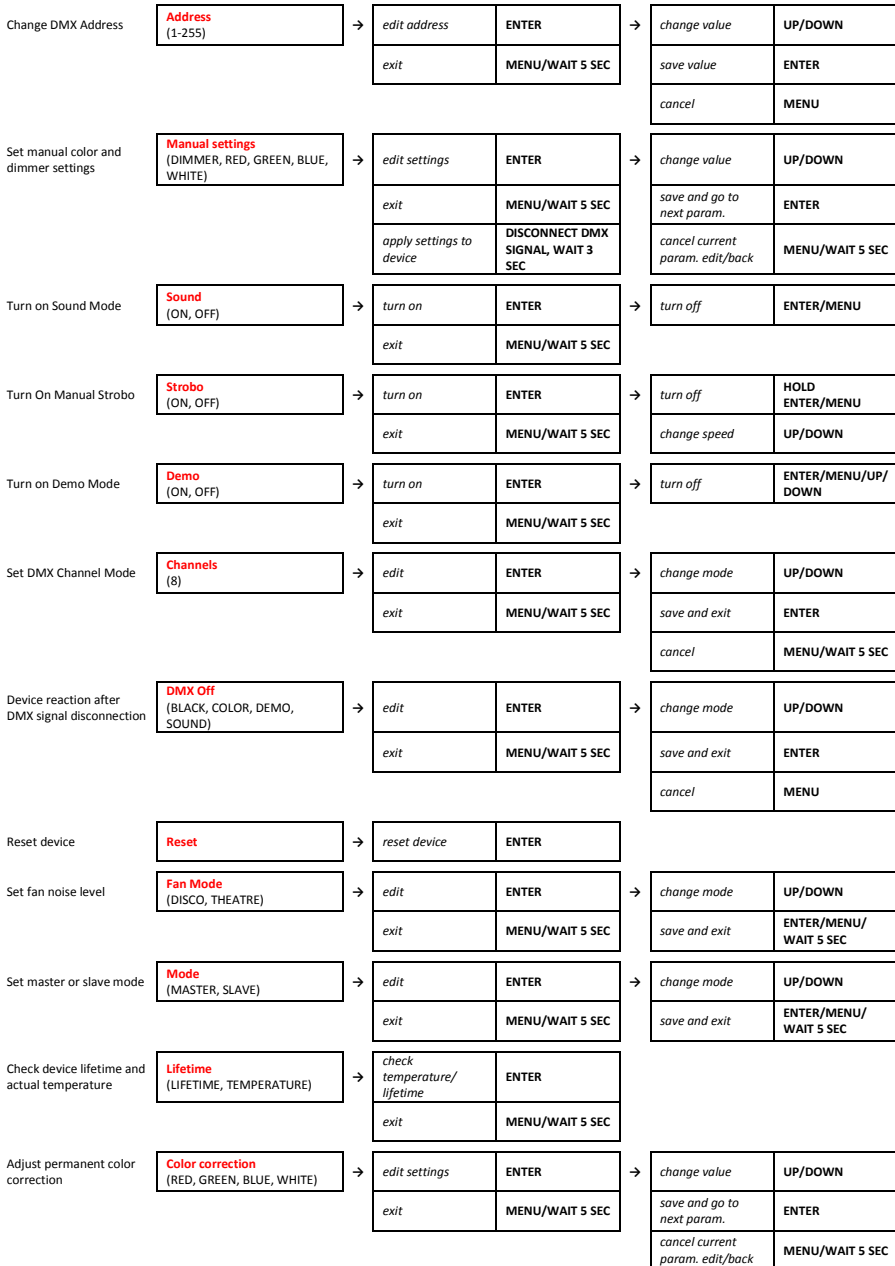 Change DMX Address
Address
(1-255)
→
edit address
ENTER
→
change value
UP/DOWN
exit
MENU/WAIT 5 SEC
save value
ENTER
cancel
MENU
Set manual color and
dimmer settings
Manual settings
(DIMMER, RED, GREEN, BLUE,
WHITE)
→
edit settings
ENTER
→
change value
UP/DOWN
exit
MENU/WAIT 5 SEC
save and go to
next param.
ENTER
apply settings to
device
DISCONNECT DMX
SIGNAL, WAIT 3
SEC
cancel current
param. edit/back
MENU/WAIT 5 SEC
Turn on Sound Mode
Sound
(ON, OFF)
→
turn on
ENTER
→
turn off
ENTER/MENU
exit
MENU/WAIT 5 SEC
Turn On Manual Strobo
Strobo
(ON, OFF)
→
turn on
ENTER
→
turn off
HOLD
ENTER/MENU
exit
MENU/WAIT 5 SEC
change speed
UP/DOWN
Turn on Demo Mode
Demo
(ON, OFF)
→
turn on
ENTER
→
turn off
ENTER/MENU/UP/
DOWN
exit
MENU/WAIT 5 SEC
Set DMX Channel Mode
Channels
(8)
→
edit
ENTER
→
change mode
UP/DOWN
exit
MENU/WAIT 5 SEC
save and exit
ENTER
cancel
MENU/WAIT 5 SEC
Device reaction after
DMX signal disconnection
DMX Off
(BLACK, COLOR, DEMO,
SOUND)
→
edit
ENTER
→
change mode
UP/DOWN
exit
MENU/WAIT 5 SEC
save and exit
ENTER
cancel
MENU
Reset device
Reset
→
reset device
ENTER
Set fan noise level
Fan Mode
(DISCO, THEATRE)
→
edit
ENTER
→
change mode
UP/DOWN
exit
MENU/WAIT 5 SEC
save and exit
ENTER/MENU/
WAIT 5 SEC
Set master or slave mode
Mode
(MASTER, SLAVE)
→
edit
ENTER
→
change mode
UP/DOWN
exit
MENU/WAIT 5 SEC
save and exit
ENTER/MENU/
WAIT 5 SEC
Check device lifetime and
actual temperature
Lifetime
(LIFETIME, TEMPERATURE)
→
check
temperature/
lifetime
ENTER
exit
MENU/WAIT 5 SEC
Adjust permanent color
correction
Color correction
(RED, GREEN, BLUE, WHITE)
→
edit settings
ENTER
→
change value
UP/DOWN
exit
MENU/WAIT 5 SEC
save and go to
next param.
ENTER
cancel current
param. edit/back
MENU/WAIT 5 SEC